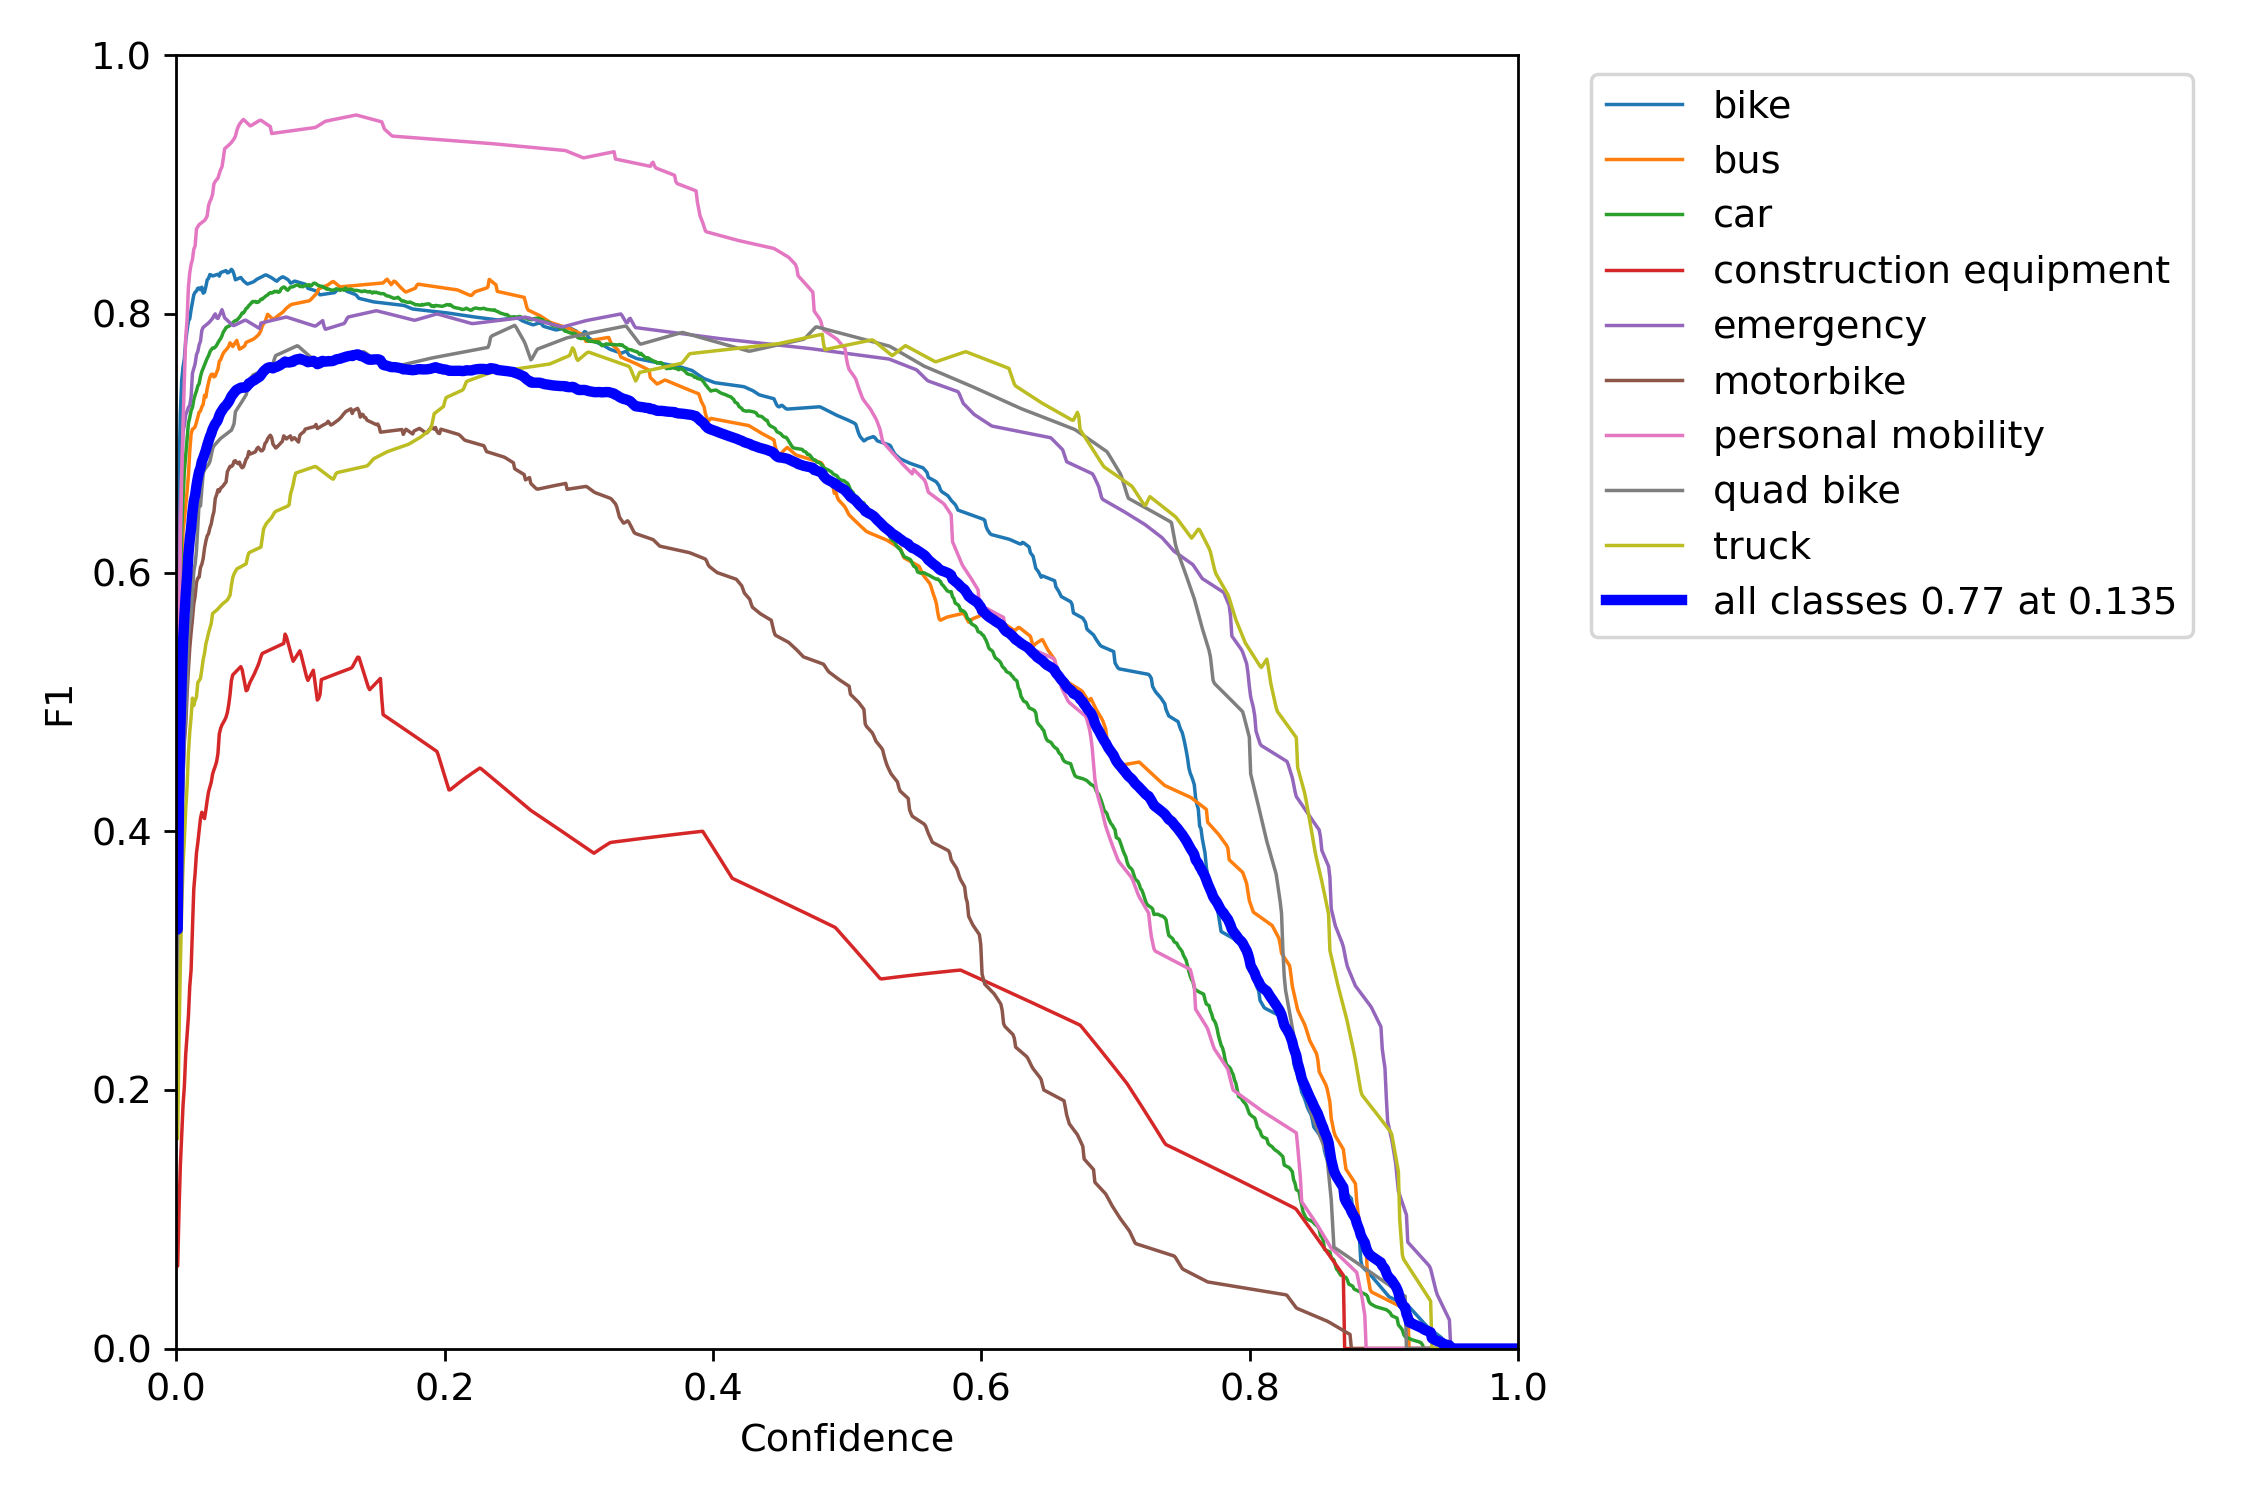 1.0
0.8
0.6
0.4
0.2
0.0
F1
0.0 0.2 0.4 0.6 0.8 1.0
Confidence
bike
bus
car
construction equipment
emergency
motorbike
personal mobility
quad bike
truck
all classes 0.77 at 0.135